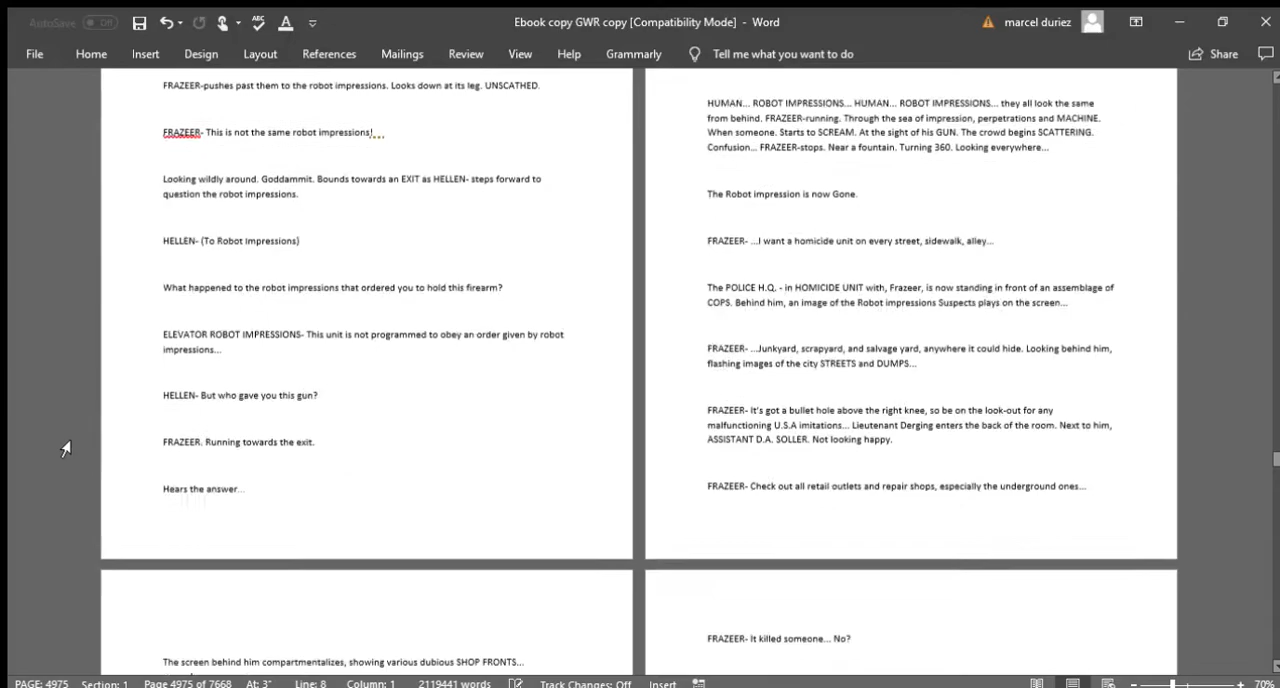 AutoSave Off
Ebook copy GWR copy [Compatibility Mode] - Word
marcel duriez
File Home Insert Design Layout References Mailings Review View Help Grammarly Tell me what you want to do Share
FRAZEER-pushes past them to the robot impressions. Looks down at its leg. UNSCATHED.
FRAZEER- This is not the same robot impressions!...
Looking wildly around. Goddammit. Bounds towards an EXIT as HELLEN- steps forward to
question the robot impressions.
HELLEN- (To Robot Impressions)
What happened to the robot impressions that ordered you to hold this firearm?
ELEVATOR ROBOT IMPRESSIONS- This unit is not programmed to obey an order given by robot
impressions...
HELLEN- But who gave you this gun?
FRAZEER. Running towards the exit.
Hears the answer...
HUMAN... ROBOT IMPRESSIONS... HUMAN... ROBOT IMPRESSIONS... they all look the same
from behind. FRAZEER-running. Through the sea of impression, perpetrations and MACHINE.
When someone. Starts to SCREAM. At the sight of his GUN. The crowd begins SCATTERING.
Confusion... FRAZEER-stops. Near a fountain. Turning 360. Looking everywhere...
The Robot impression is now Gone.
FRAZEER- ...I want a homicide unit on every street, sidewalk, alley...
The POLICE H.Q. - in HOMICIDE UNIT with, Frazeer, is now standing in front of an assemblage of
COPS. Behind him, an image of the Robot impressions Suspects plays on the screen...
FRAZEER- ...Junkyard, scrapyard, and salvage yard, anywhere it could hide. Looking behind him,
flashing images of the city STREETS and DUMPS...
FRAZEER- It's got a bullet hole above the right knee, so be on the look-out for any
malfunctioning U.S.A imitations... Lieutenant Derging enters the back of the room. Next to him,
ASSISTANT D.A. SOLLER. Not looking happy.
FRAZEER- Check out all retail outlets and repair shops, especially the underground ones...
The screen behind him compartmentalizes, showing various dubious SHOP FRONTS...
FRAZEER- It killed someone... No?
PAGE: 4975 Section: 1 Page 4975 of 7668 At: 3" Line: 8 Column: 1 2119441 words Track Changes: Off Insert 70%